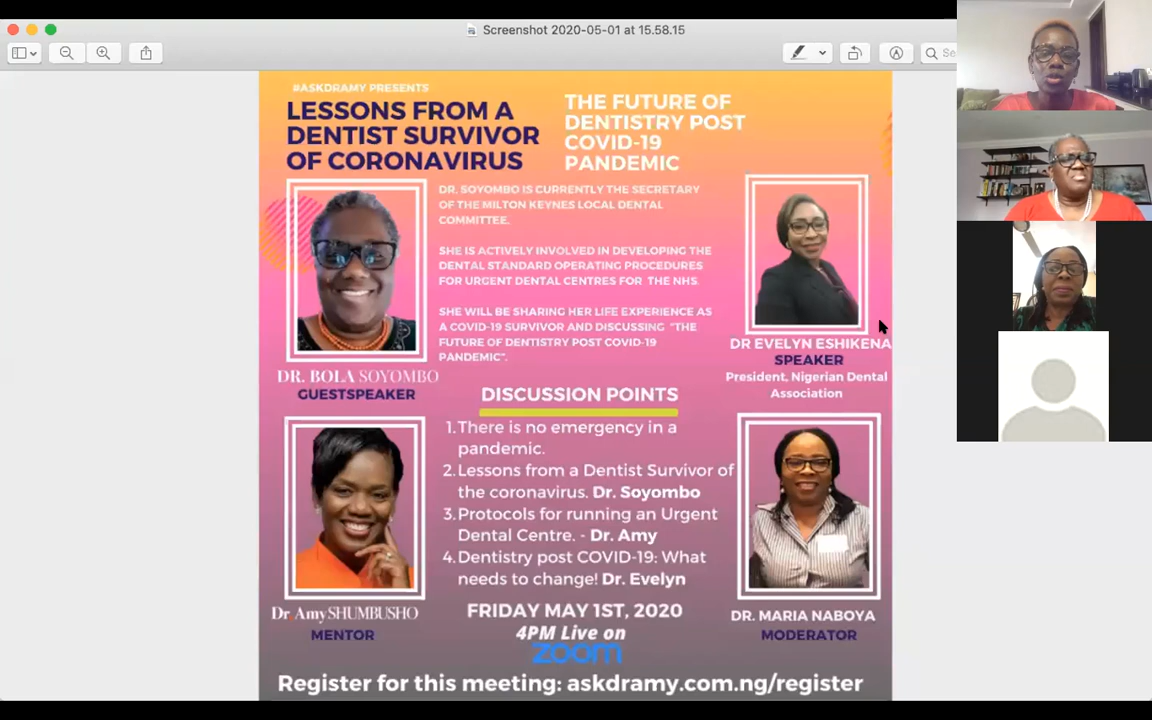 Screenshot 2020-05-01 at 15.58.15
Se
#ASKDRAMY PRESENTS
LESSONS FROM A
DENTIST SURVIVOR
OF CORONAVIRUS
THE FUTURE OF
DENTISTRY POST
COVID-19
PANDEMIC
DR. SOYOMBO IS CURRENTLY THE SECRETARY
OF THE MILTON KEYNES LOCAL DENTAL
COMMITTEE.
SHE IS ACTIVELY INVOLVED IN DEVELOPING THE
DENTAL STANDARD OPERATING PROCEDURES
FOR URGENT DENTAL CENTRES FOR THE NHS.
SHE WILL BE SHARING HER LIFE EXPERIENCE AS
A COVID-19 SURVIVOR AND DISCUSSING "THE
FUTURE OF DENTISTRY POST COVID-19
PANDEMIC".
DR. BOLA SOYOMBO
GUESTSPEAKER
DR EVELYN ESHIKENA
SPEAKER
President, Nigerian Dental
Association
DISCUSSION POINTS
1. There is no emergency in a
pandemic.
2. Lessons from a Dentist Survivor of
the coronavirus. Dr. Soyombo
3. Protocols for running an Urgent
Dental Centre. - Dr. Amy
4. Dentistry post COVID-19: What
needs to change! Dr. Evelyn
Dr. Amy SHUMBUSHO
MENTOR
DR. MARIA NABOYA
MODERATOR
FRIDAY MAY 1ST, 2020
4PM Live on
zoom
Register for this meeting: askdramy.com.ng/register